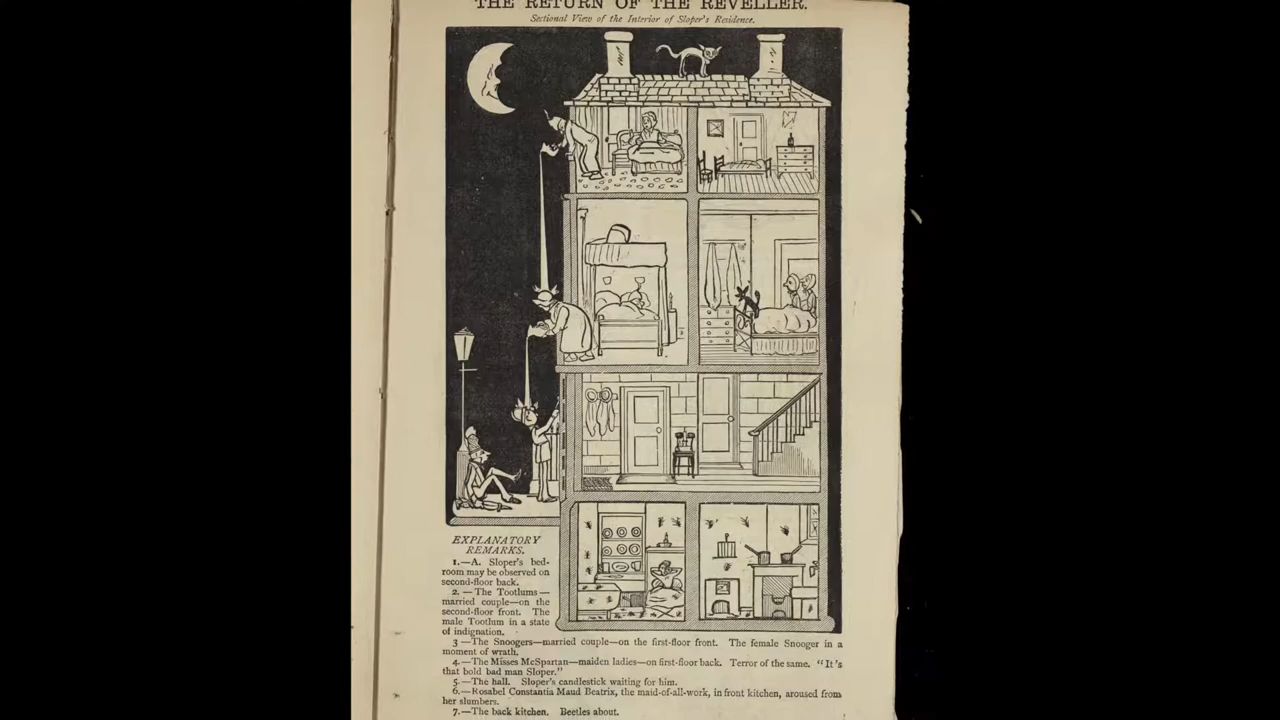 THE RETURN OF THE REVELLER.
Sectional View of the Interior of Sloper's Residence.
EXPLANATORY
REMARKS.
1.—A. Sloper's bed-
room may be observed on
second-floor back.
2. — The Tootlums—
married couple—on the
second-floor front. The
male Tootlum in a state
of indignation.
3—The Snoogers—married couple—on the first-floor front. The female Snooger in a
moment of wrath.
4.—The Misses McSpartan—maiden ladies—on first-floor back. Terror of the same. "It's
that bold bad man Sloper."
5.—The hall. Sloper's candlestick waiting for him.
6.—Rosabel Constantia Maud Beatrix, the maid-of-all-work, in front kitchen, aroused from
her slumbers.
7.—The back kitchen. Beetles about.